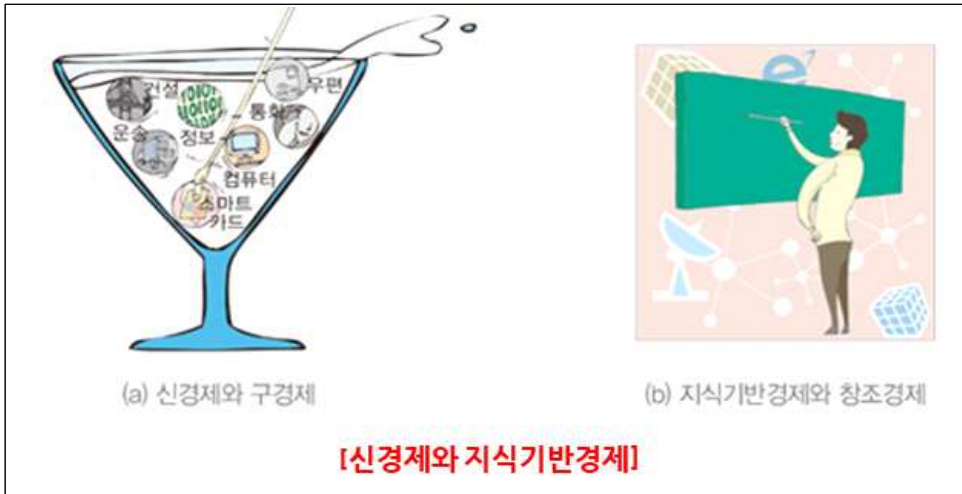 건설
우편
통화
운송
정보
컴퓨터
스마트
카드
e
(a) 신경제와 구경제
(b) 지식기반경제와 창조경제
[신경제와 지식기반경제]